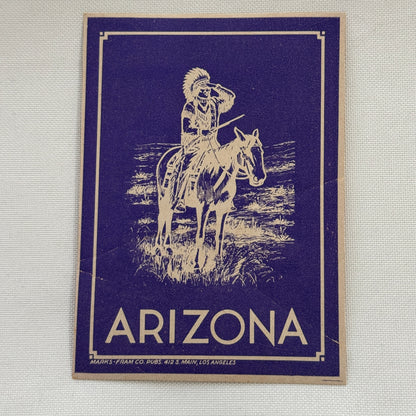 ARIZONA
MARKS-FRAM CO. PUBS. 412 S. MAIN, LOS ANGELES